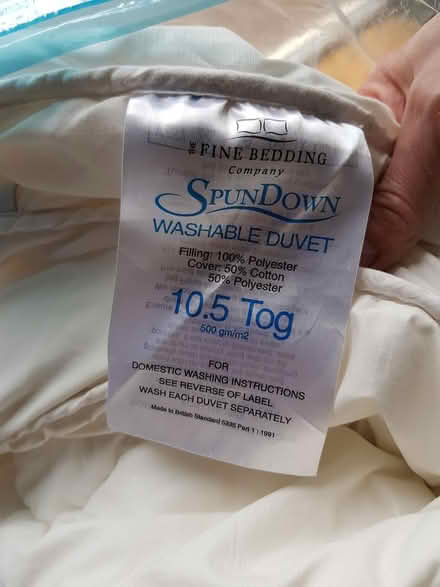 THE FINE BEDDING
Company
SPUNDOWN
WASHABLE DUVET
Filling: 100% Polyester
Cover: 50% Cotton
50% Polyester
10.5 Tog
500 gm/m2
FOR
DOMESTIC WASHING INSTRUCTIONS
SEE REVERSE OF LABEL
WASH EACH DUVET SEPARATELY
Made to British Standard 5335 Part 1 : 1991